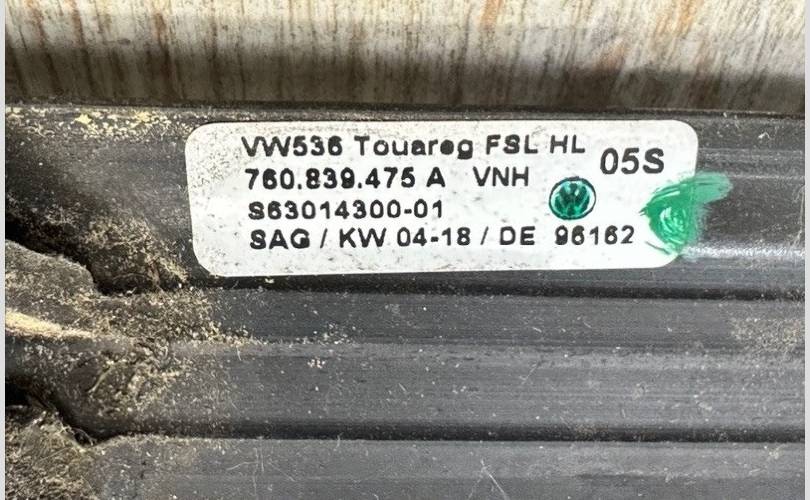 VW536 Touareg FSL HL 05S
760.839.475 A VNH
S63014300-01
SAG / KW 04-18 / DE 96162